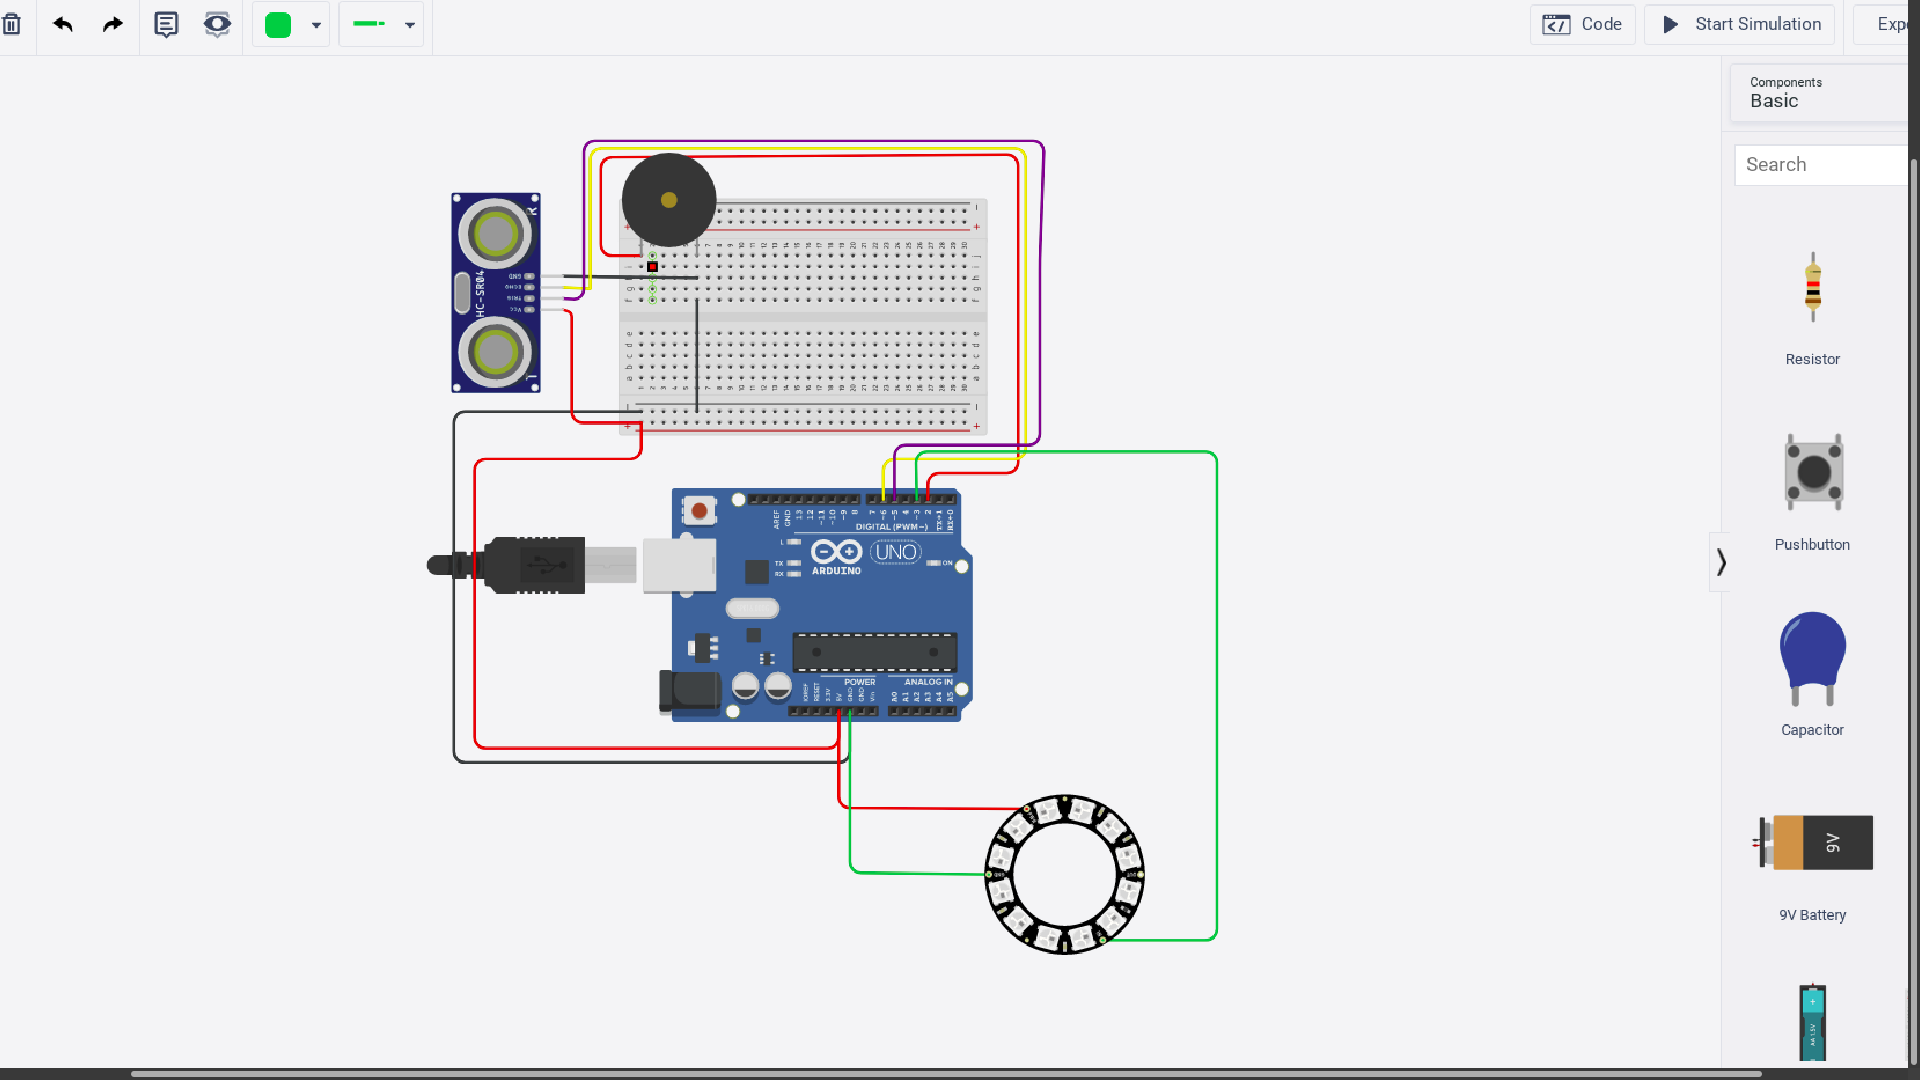 Code
Start Simulation
Exp
Components
Basic
Search
Resistor
Pushbutton
Capacitor
9V
9V Battery
AA 1.5V
HC-SR04
GND
ECHO
TRIG
VCC
R
T
AREF
GND
13
12
~11
~10
~9
8
7
~6
~5
4
~3
2
TX→1
RX←0
DIGITAL (PWM~)
L
TX
RX
UNO
ON
ARDUINO
POWER
ANALOG IN
IOREF
RESET
3.3V
5V
GND
GND
Vin
A0
A1
A2
A3
A4
A5